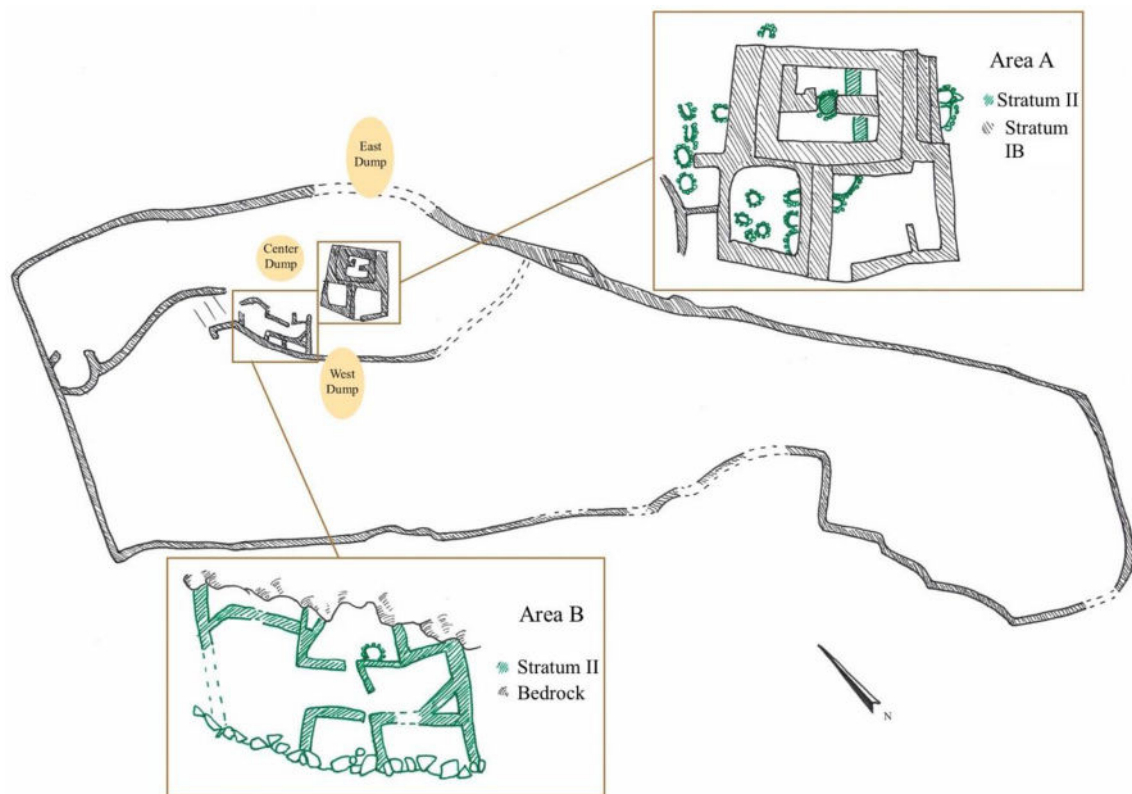 Area A
Stratum II
Stratum
IB
East
Dump
Center
Dump
West
Dump
Area B
Stratum II
Bedrock
N